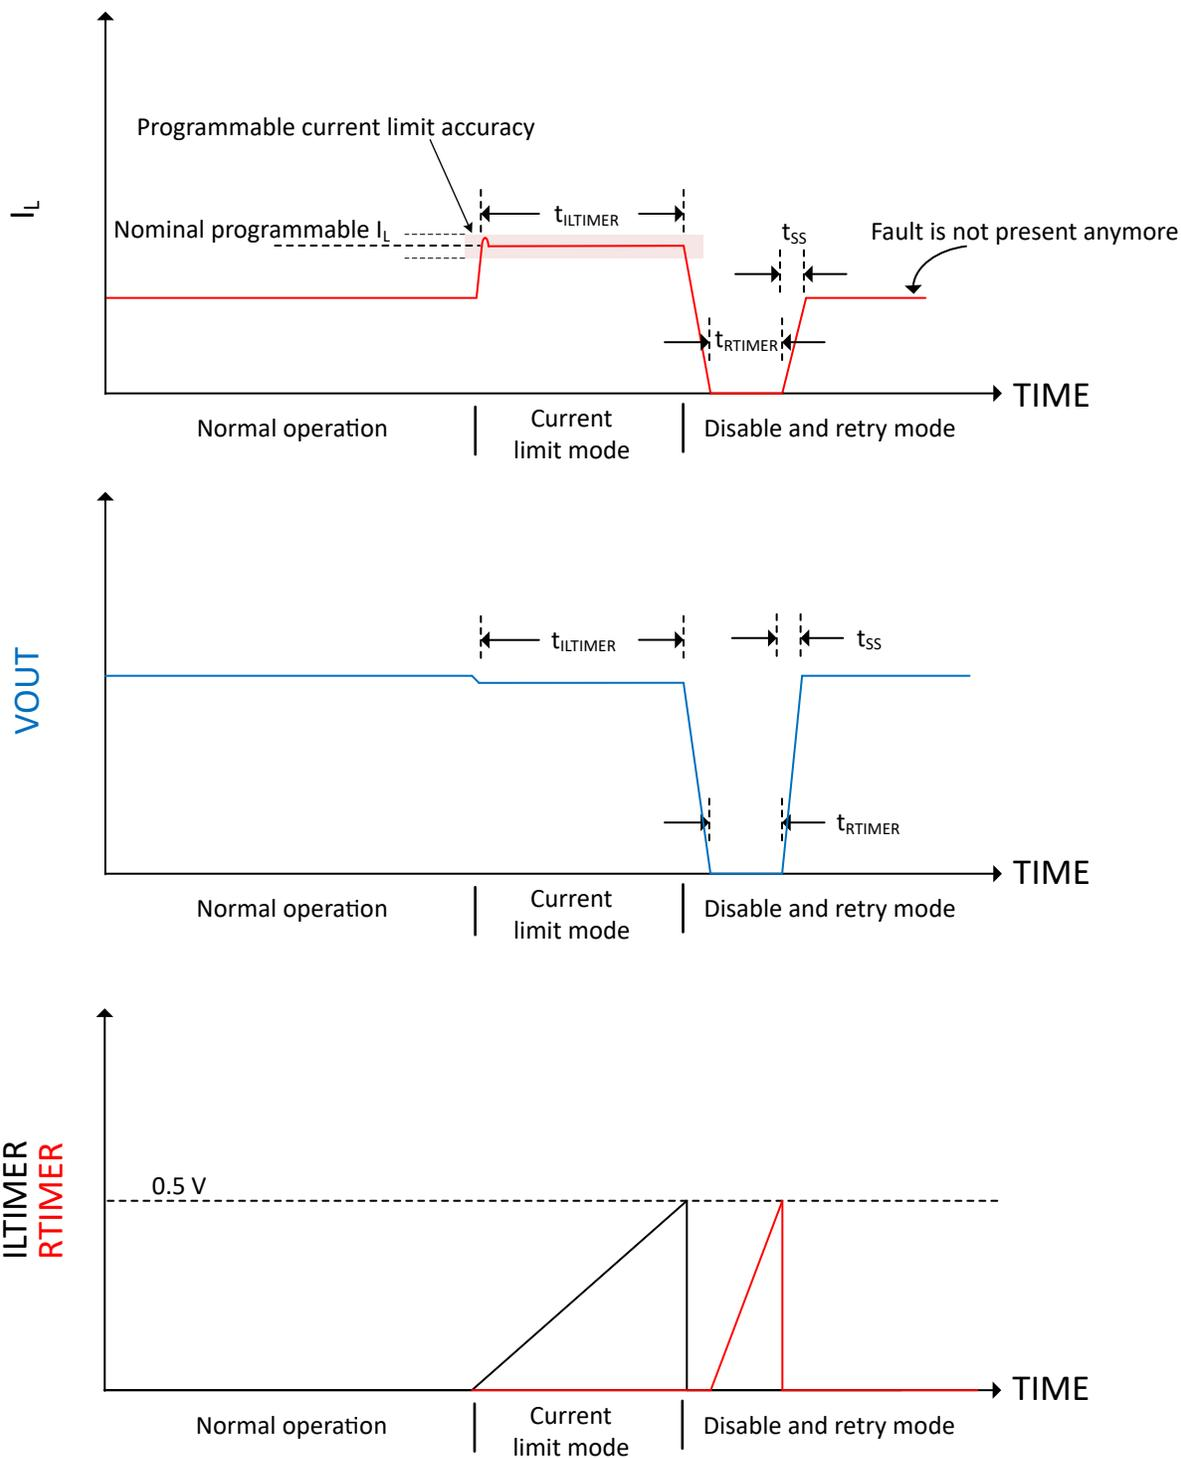 Programmable current limit accuracy
tILTIMER
Nominal programmable IL
tSS
Fault is not present anymore
IL
tRTIMER
TIME
Normal operation
Current
limit mode
Disable and retry mode
tILTIMER
tSS
VOUT
tRTIMER
TIME
Normal operation
Current
limit mode
Disable and retry mode
0.5 V
ILTIMER
RTIMER
TIME
Normal operation
Current
limit mode
Disable and retry mode